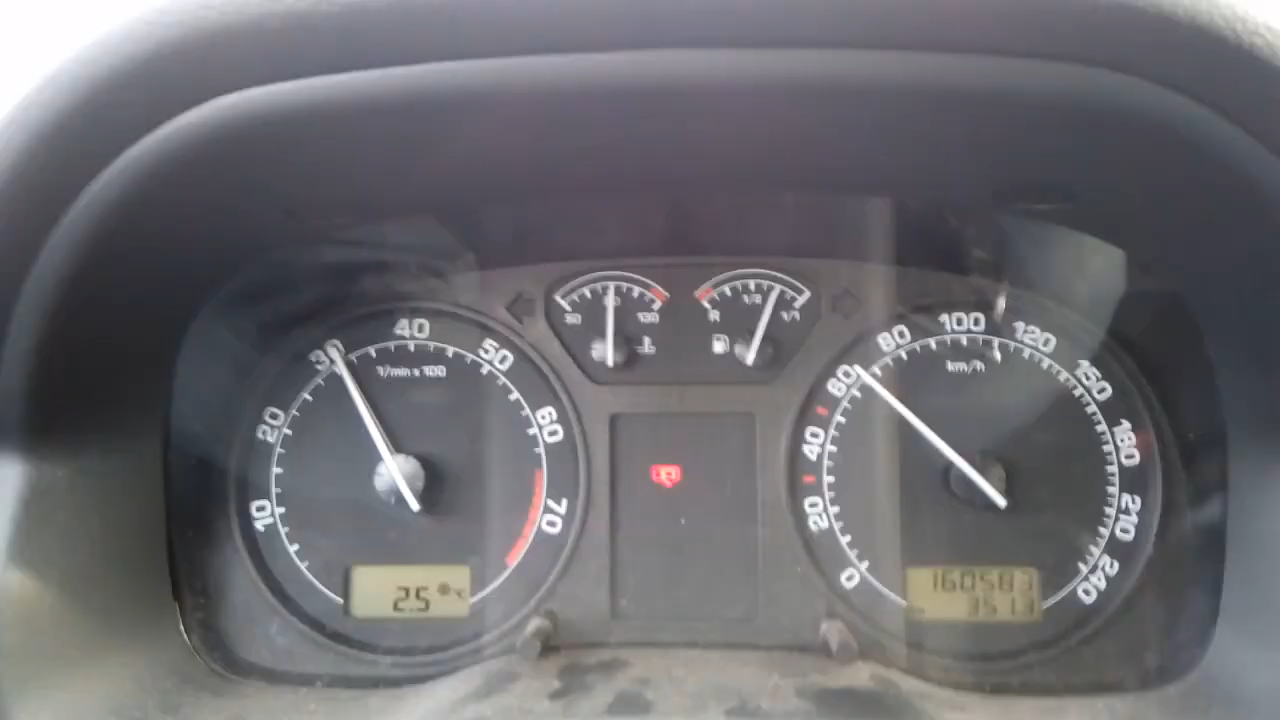 10 20 30 40 50 60 70
1/min x 100
2.5 °C
50 90 130
R 1/2 1/1
0 20 40 60 80 100 120 150 180 210 240
km/h
160583
351.3